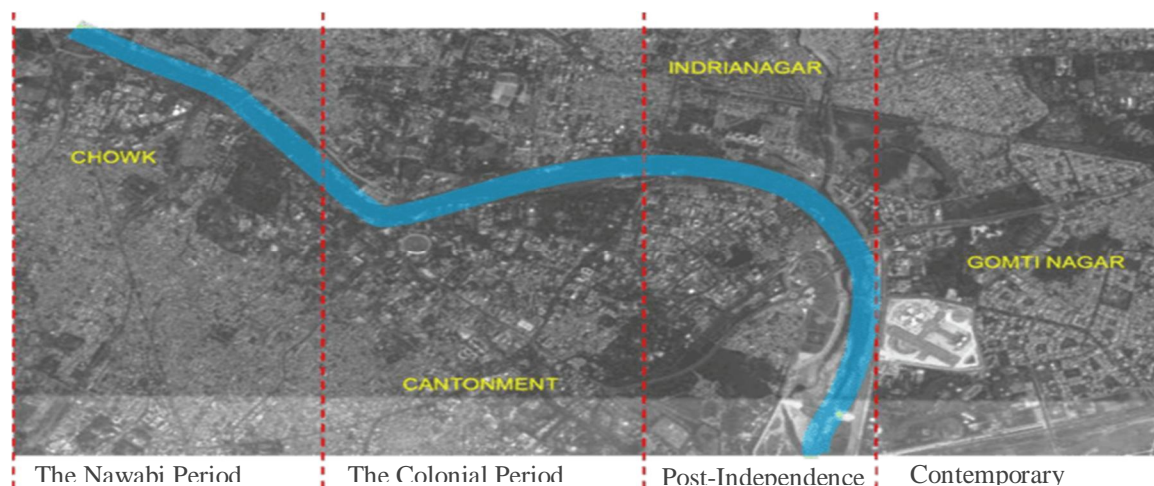 INDRIANAGAR
CHOWK
GOMTI NAGAR
CANTONMENT
The Nawabi Period
The Colonial Period
Post-Independence
Contemporary